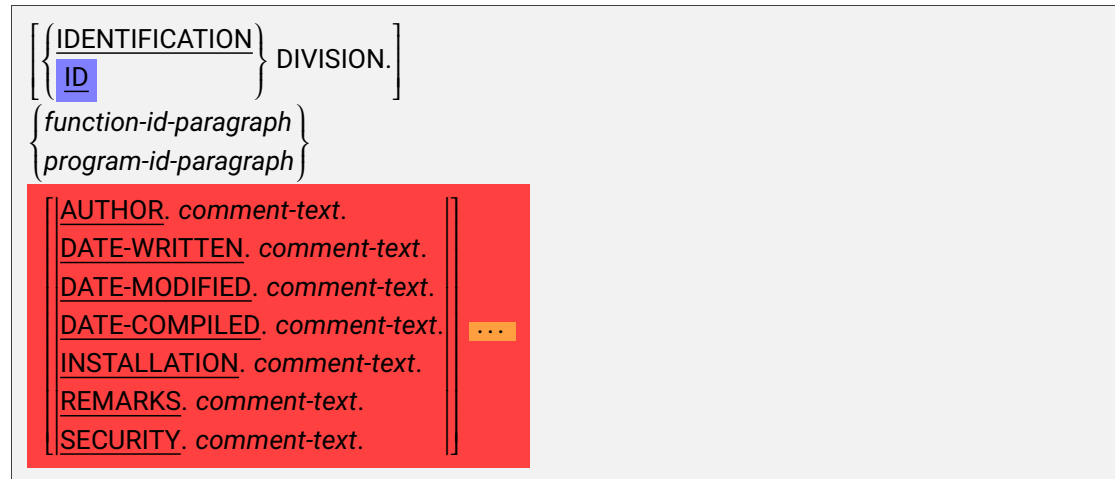 IDENTIFICATION
ID
DIVISION.
function-id-paragraph
program-id-paragraph
AUTHOR. comment-text.
DATE-WRITTEN. comment-text.
DATE-MODIFIED. comment-text.
DATE-COMPILED. comment-text.
...
INSTALLATION. comment-text.
REMARKS. comment-text.
SECURITY. comment-text.